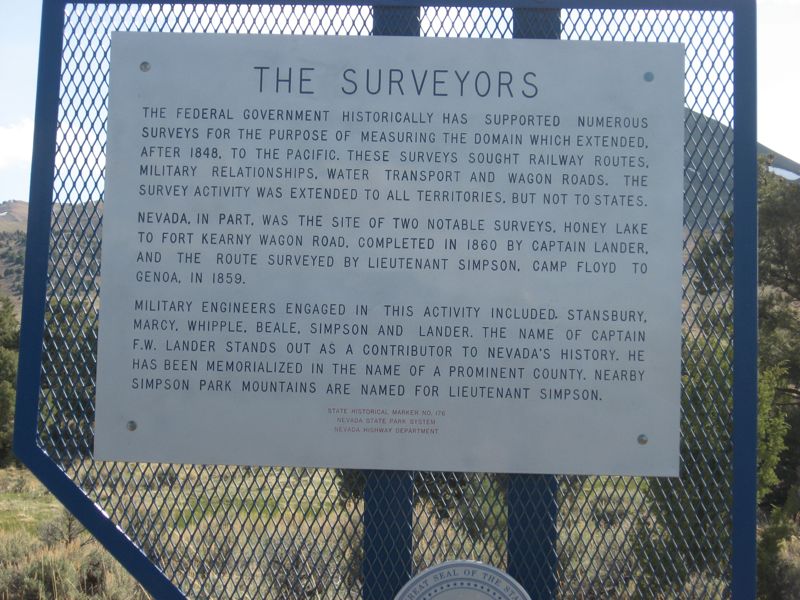 THE SURVEYORS
THE FEDERAL GOVERNMENT HISTORICALLY HAS SUPPORTED NUMEROUS
SURVEYS FOR THE PURPOSE OF MEASURING THE DOMAIN WHICH EXTENDED,
AFTER 1848, TO THE PACIFIC. THESE SURVEYS SOUGHT RAILWAY ROUTES,
MILITARY RELATIONSHIPS, WATER TRANSPORT AND WAGON ROADS. THE
SURVEY ACTIVITY WAS EXTENDED TO ALL TERRITORIES, BUT NOT TO STATES.
NEVADA, IN PART, WAS THE SITE OF TWO NOTABLE SURVEYS, HONEY LAKE
TO FORT KEARNY WAGON ROAD, COMPLETED IN 1860 BY CAPTAIN LANDER,
AND THE ROUTE SURVEYED BY LIEUTENANT SIMPSON, CAMP FLOYD TO
GENOA, IN 1859.
MILITARY ENGINEERS ENGAGED IN THIS ACTIVITY INCLUDED STANSBURY,
MARCY, WHIPPLE, BEALE, SIMPSON AND LANDER. THE NAME OF CAPTAIN
F.W. LANDER STANDS OUT AS A CONTRIBUTOR TO NEVADA'S HISTORY. HE
HAS BEEN MEMORIALIZED IN THE NAME OF A PROMINENT COUNTY. NEARBY
SIMPSON PARK MOUNTAINS ARE NAMED FOR LIEUTENANT SIMPSON.
STATE HISTORICAL MARKER NO. 176
NEVADA STATE PARK SYSTEM
NEVADA HIGHWAY DEPARTMENT
GREAT SEAL OF THE